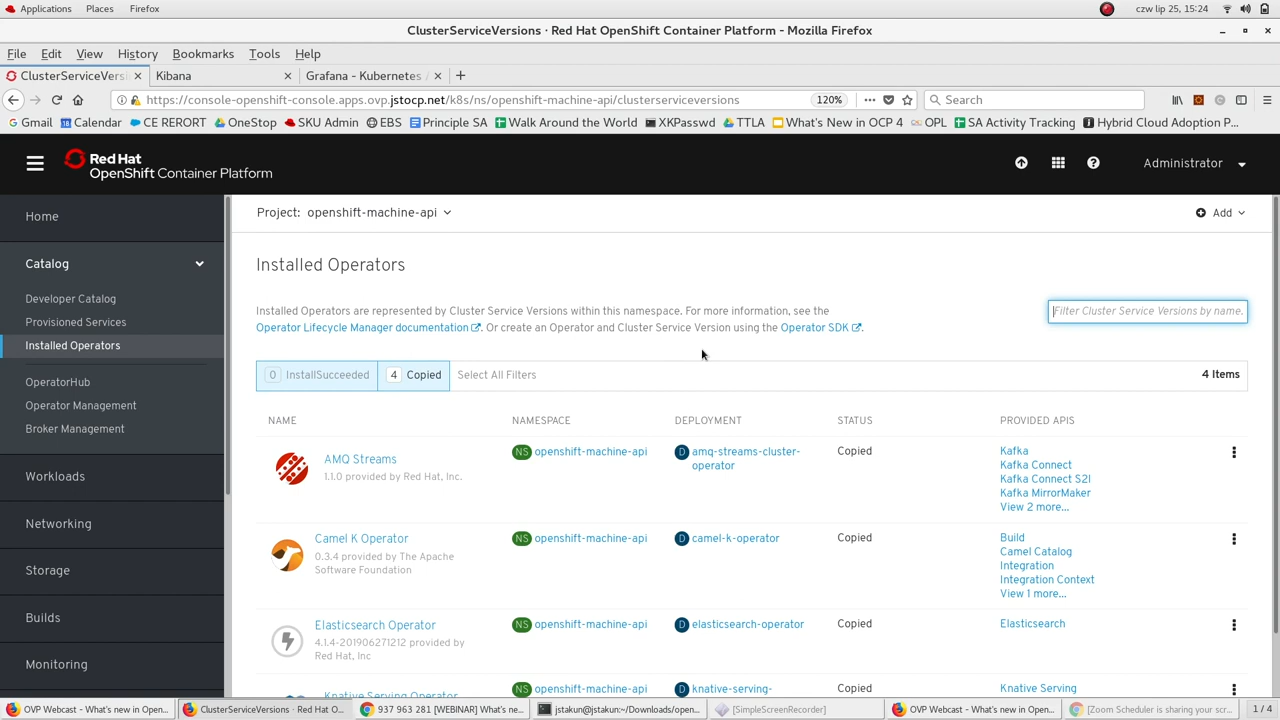 Applications Places Firefox czw lip 25, 15:24
ClusterServiceVersions · Red Hat OpenShift Container Platform - Mozilla Firefox
File Edit View History Bookmarks Tools Help
ClusterServiceVers Kibana Grafana - Kubernetes /
https://console-openshift-console.apps.ovp.jstocp.net/k8s/ns/openshift-machine-api/clusterserviceversions 120% Search
Gmail Calendar CE RERORT OneStop SKU Admin EBS Principle SA Walk Around the World XKPasswd TTLA What's New in OCP 4 OPL SA Activity Tracking Hybrid Cloud Adoption P...
Red Hat
OpenShift Container Platform
Administrator
Home
Catalog
Developer Catalog
Provisioned Services
Installed Operators
OperatorHub
Operator Management
Broker Management
Workloads
Networking
Storage
Builds
Monitoring
Project: openshift-machine-api Add
Installed Operators
Installed Operators are represented by Cluster Service Versions within this namespace. For more information, see the
Operator Lifecycle Manager documentation. Or create an Operator and Cluster Service Version using the Operator SDK.
Filter Cluster Service Versions by name.
0 InstallSucceeded 4 Copied Select All Filters 4 Items
NAME NAMESPACE DEPLOYMENT STATUS PROVIDED APIS
AMQ Streams
1.1.0 provided by Red Hat, Inc.
NS openshift-machine-api
D amq-streams-cluster-
operator
Copied
Kafka
Kafka Connect
Kafka Connect S2I
Kafka MirrorMaker
View 2 more...
Camel K Operator
0.3.4 provided by The Apache
Software Foundation
NS openshift-machine-api
D camel-k-operator
Copied
Build
Camel Catalog
Integration
Integration Context
View 1 more...
Elasticsearch Operator
4.1.4-201906271212 provided by
Red Hat, Inc
NS openshift-machine-api
D elasticsearch-operator
Copied
Elasticsearch
Knative Serving Operator
NS openshift-machine-api
D knative-serving-
Copied
Knative Serving
OVP Webcast - What's new in Open... ClusterServiceVersions · Red Hat O... 937 963 281 [WEBINAR] What's ne... jstakun@jstakun:~/Downloads/open... [SimpleScreenRecorder] OVP Webcast - What's new in Open... [Zoom Scheduler is sharing your scr... 1 / 4